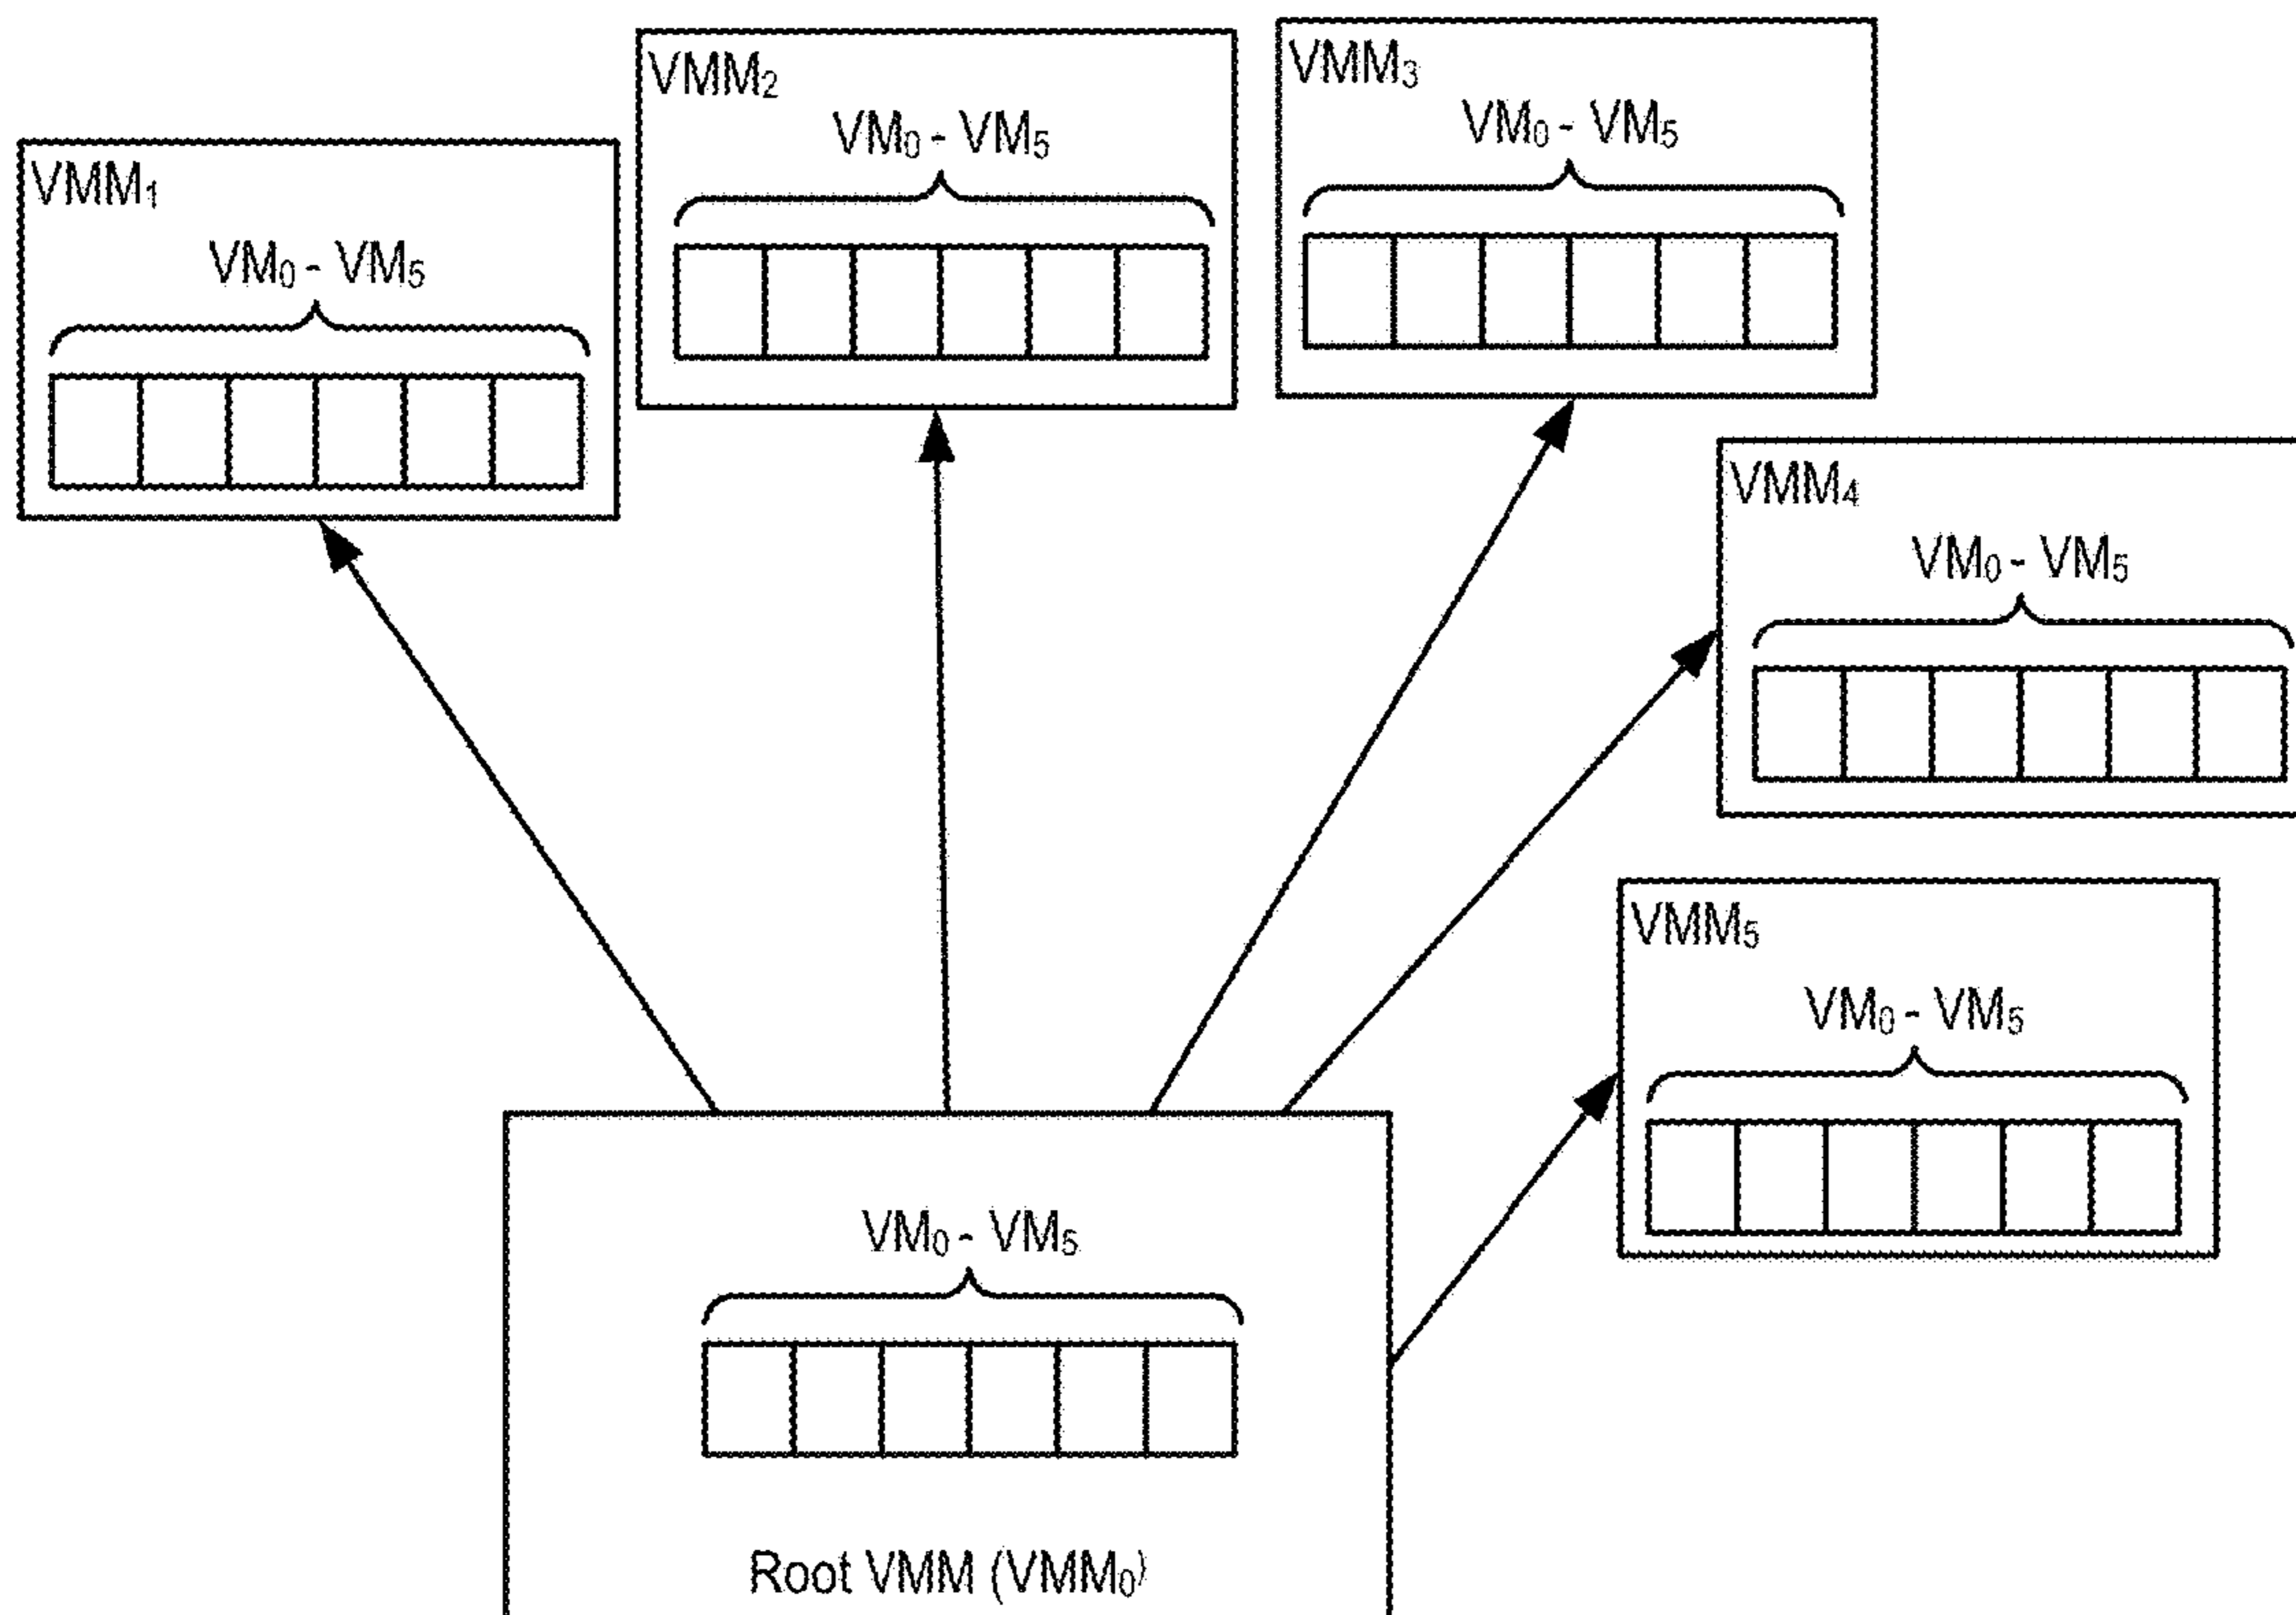 VMM₁
VM₀ - VM₅
VMM₂
VM₀ - VM₅
VMM₃
VM₀ - VM₅
VMM₄
VM₀ - VM₅
VMM₅
VM₀ - VM₅
VM₀ - VM₅
Root VMM (VMM₀)